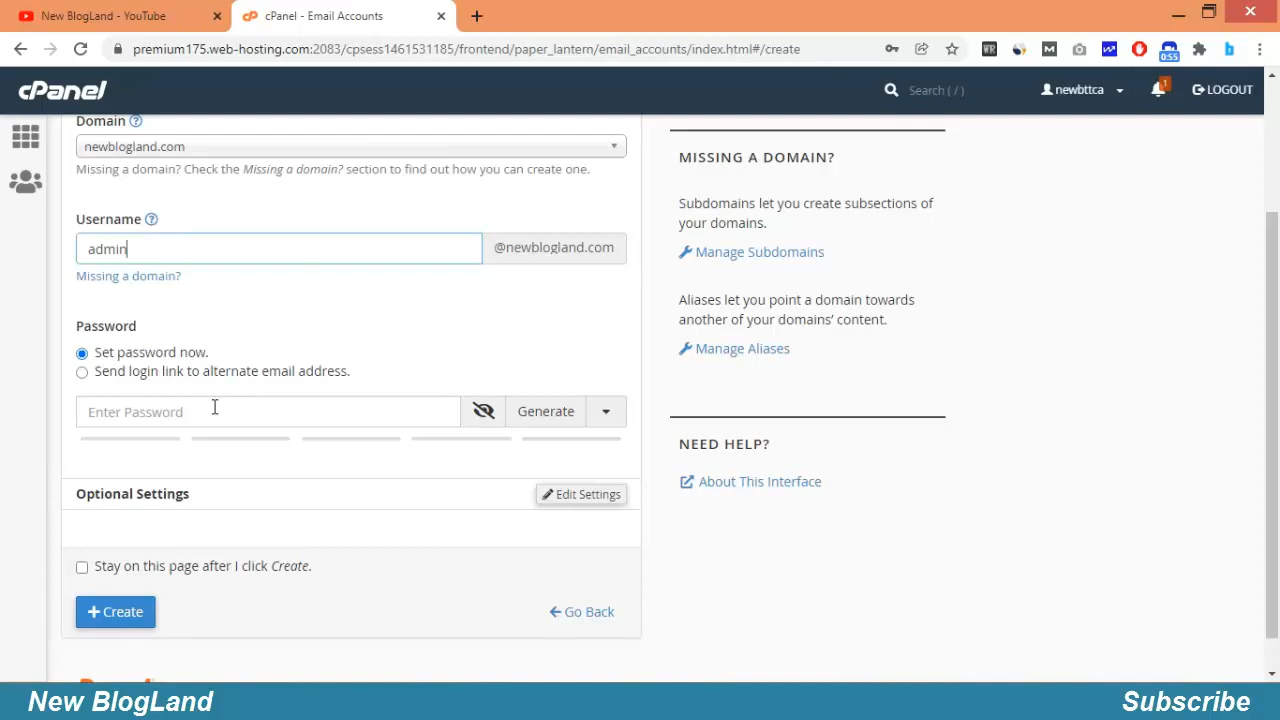 New BlogLand - YouTube
cPanel - Email Accounts
premium175.web-hosting.com:2083/cpsess1461531185/frontend/paper_lantern/email_accounts/index.html#/create
WR
M
0:55
b
cPanel
Search ( / )
newbttca
1
LOGOUT
Domain
newblogland.com
Missing a domain? Check the Missing a domain? section to find out how you can create one.
Username
admin
@newblogland.com
Missing a domain?
Password
Set password now.
Send login link to alternate email address.
Enter Password
Generate
Optional Settings
Edit Settings
Stay on this page after I click Create.
Create
Go Back
MISSING A DOMAIN?
Subdomains let you create subsections of
your domains.
Manage Subdomains
Aliases let you point a domain towards
another of your domains’ content.
Manage Aliases
NEED HELP?
About This Interface
New BlogLand
Subscribe